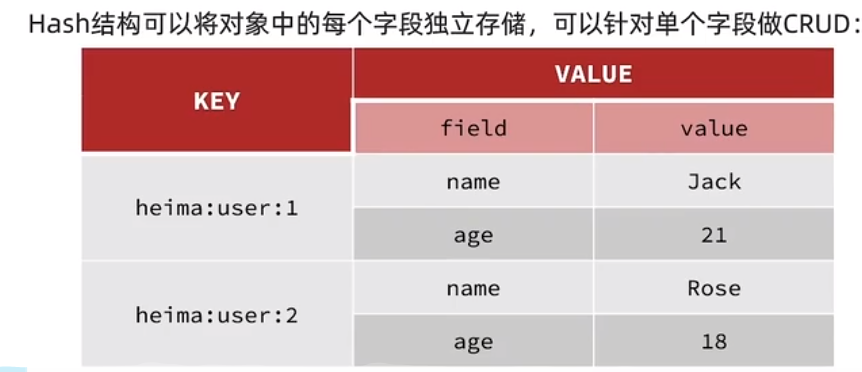 Hash结构可以将对象中的每个字段独立存储，可以针对单个字段做CRUD：
KEY
VALUE
field
value
heima:user:1
name
Jack
age
21
heima:user:2
name
Rose
age
18